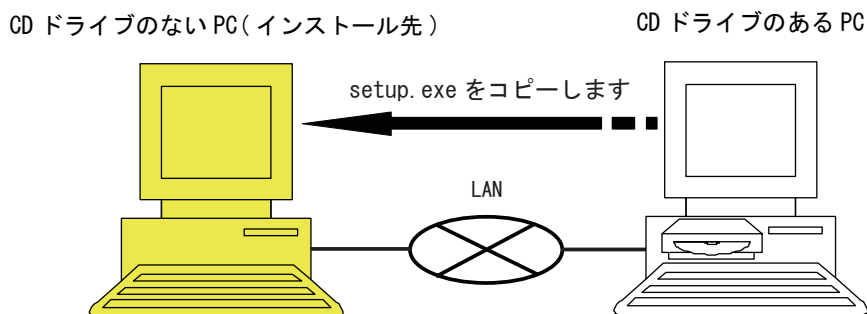 CD ドライブのない PC( インストール先 )
CD ドライブのある PC
setup.exe をコピーします
LAN